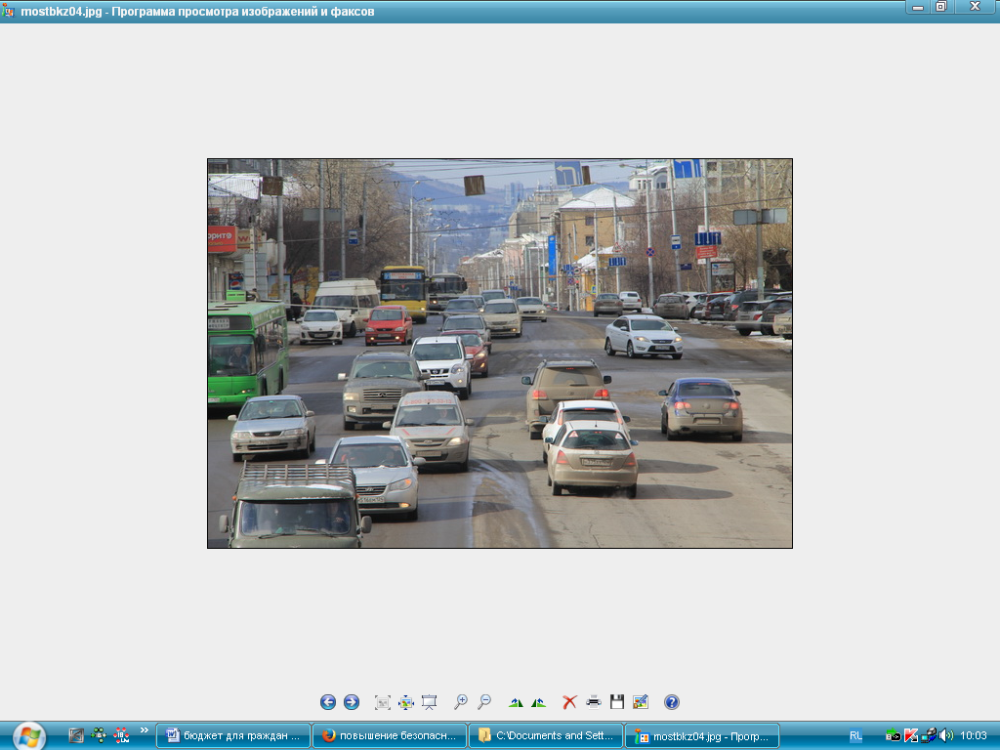 mostbkz04.jpg - Программа просмотра изображений и факсов
орит
бюджет для граждан ...
повышение безопасн...
C:\Documents and Sett...
mostbkz04.jpg - Прогр...
RL
10:03